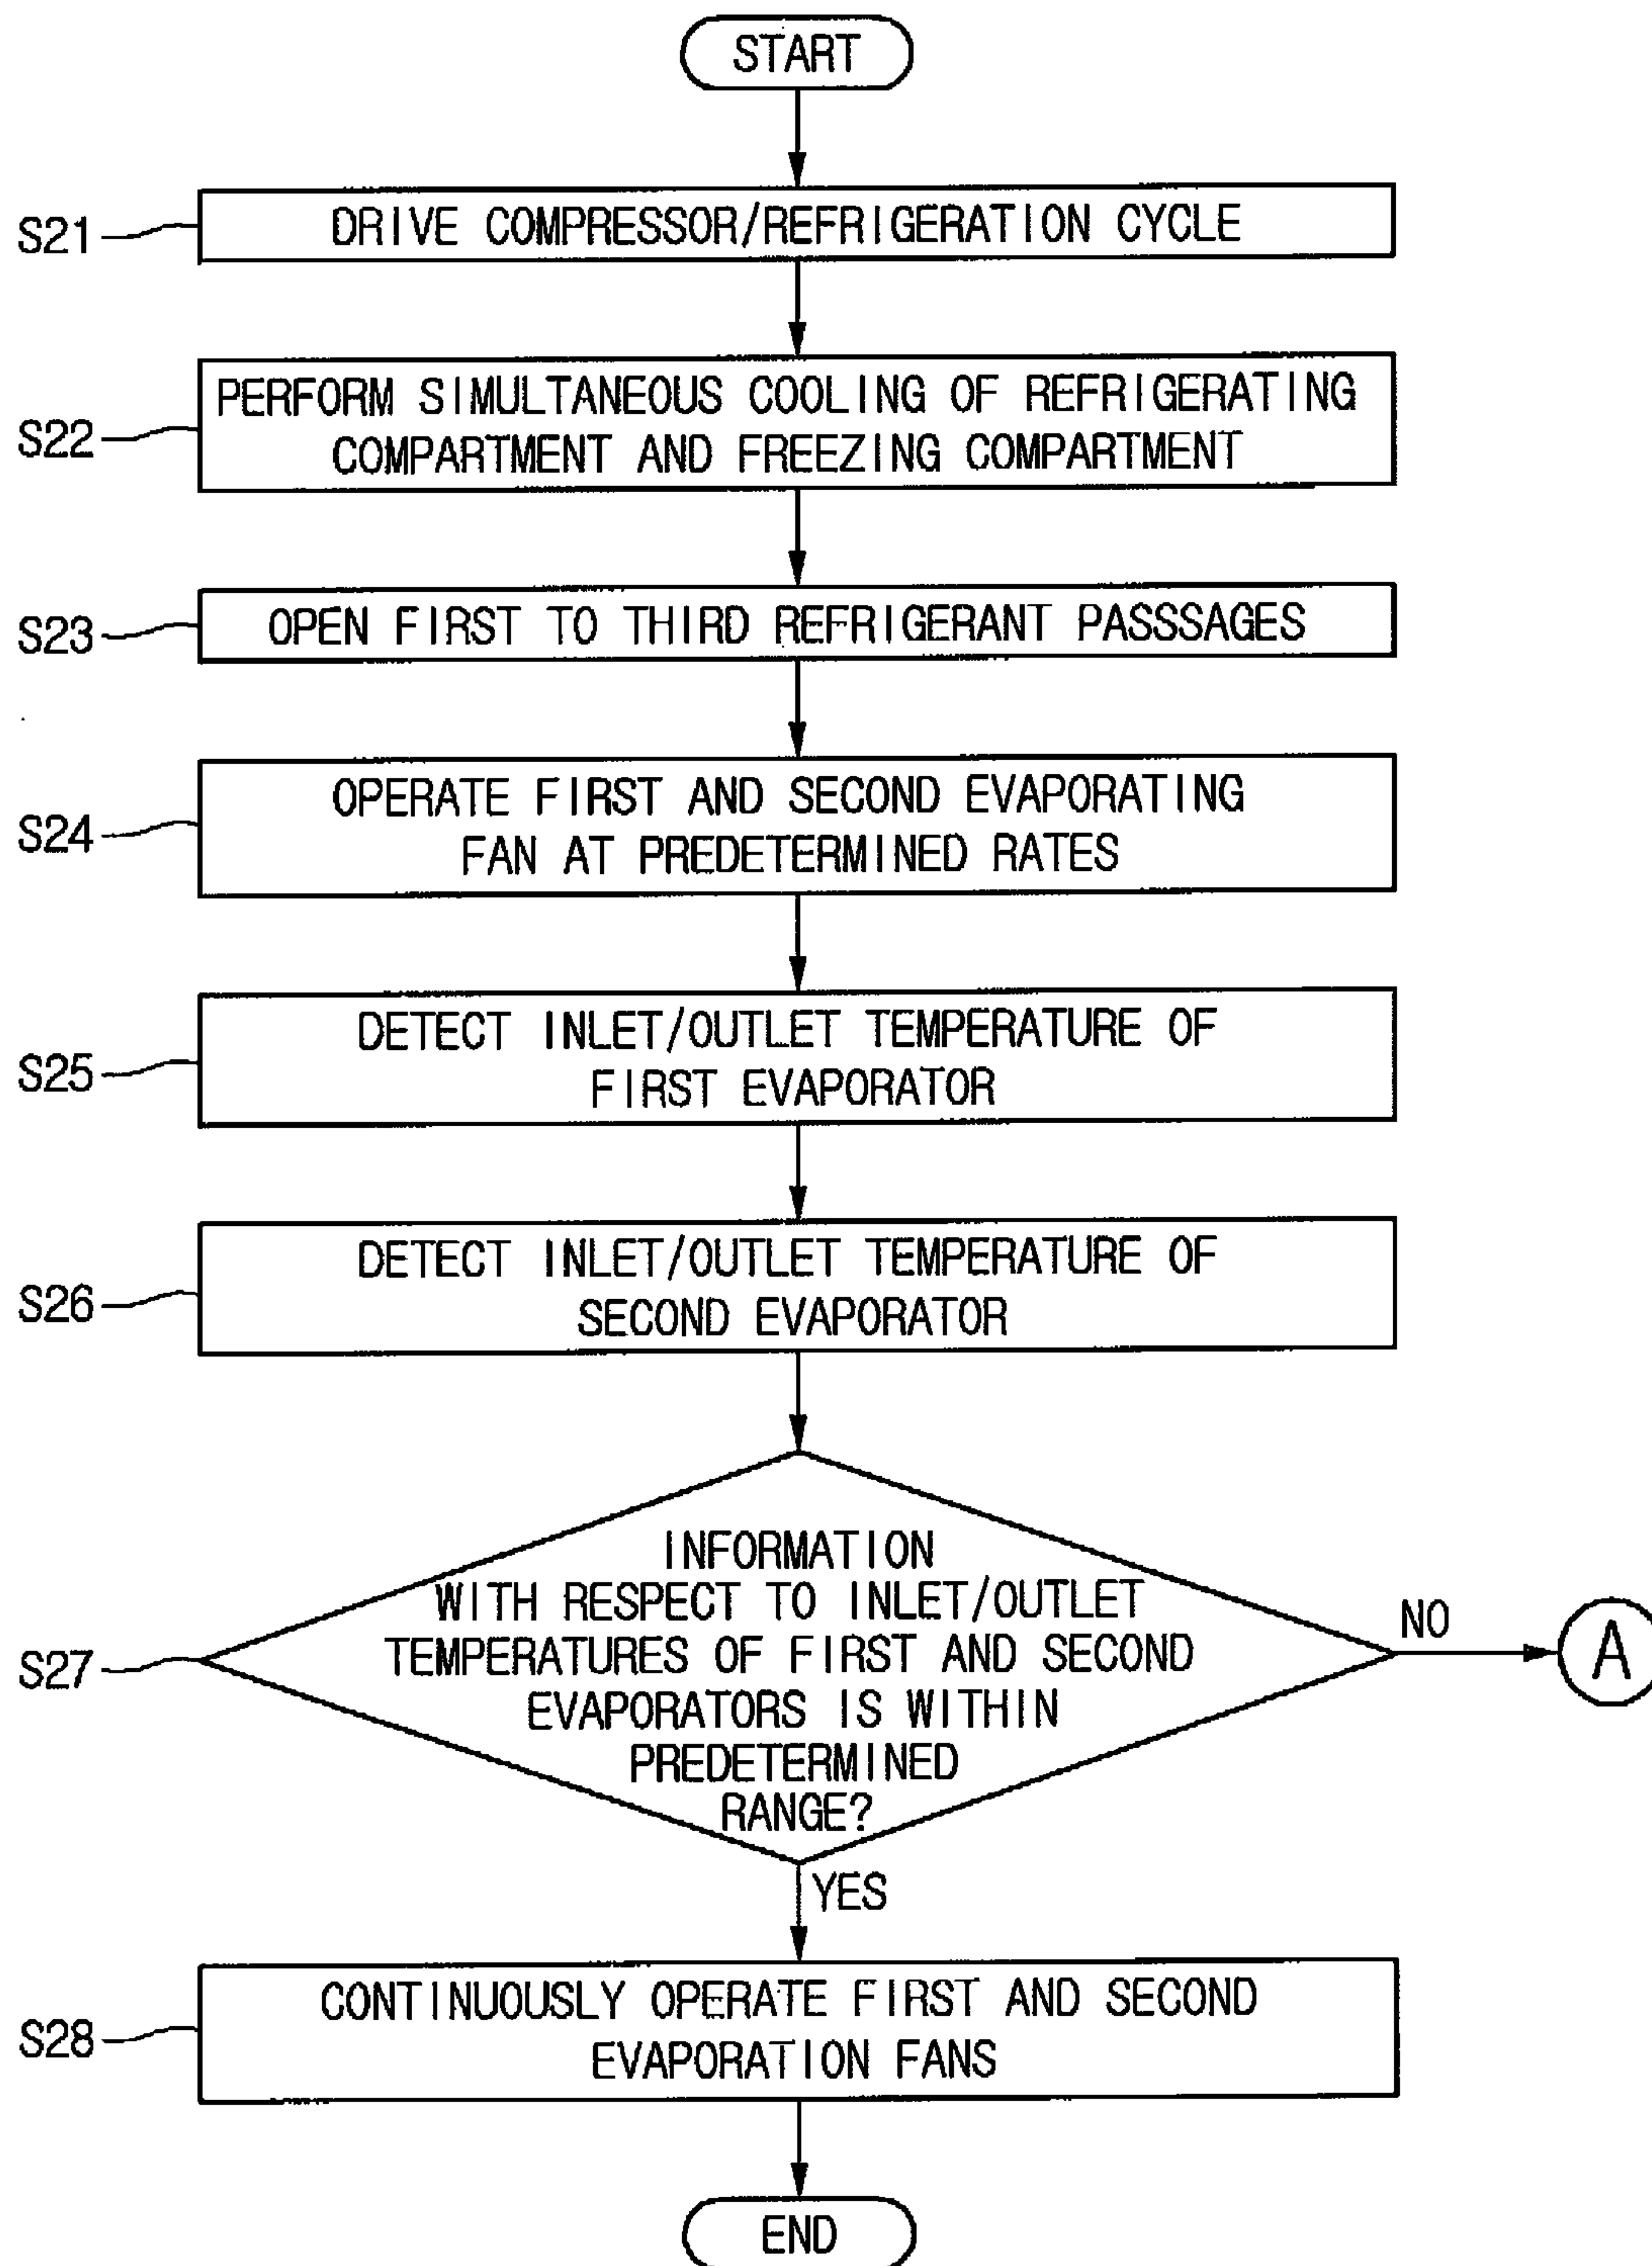 START
S21
DRIVE COMPRESSOR/REFRIGERATION CYCLE
S22
PERFORM SIMULTANEOUS COOLING OF REFRIGERATING
COMPARTMENT AND FREEZING COMPARTMENT
S23
OPEN FIRST TO THIRD REFRIGERANT PASSSAGES
S24
OPERATE FIRST AND SECOND EVAPORATING
FAN AT PREDETERMINED RATES
S25
DETECT INLET/OUTLET TEMPERATURE OF
FIRST EVAPORATOR
S26
DETECT INLET/OUTLET TEMPERATURE OF
SECOND EVAPORATOR
S27
INFORMATION
WITH RESPECT TO INLET/OUTLET
TEMPERATURES OF FIRST AND SECOND
EVAPORATORS IS WITHIN
PREDETERMINED
RANGE?
NO
A
YES
S28
CONTINUOUSLY OPERATE FIRST AND SECOND
EVAPORATION FANS
END